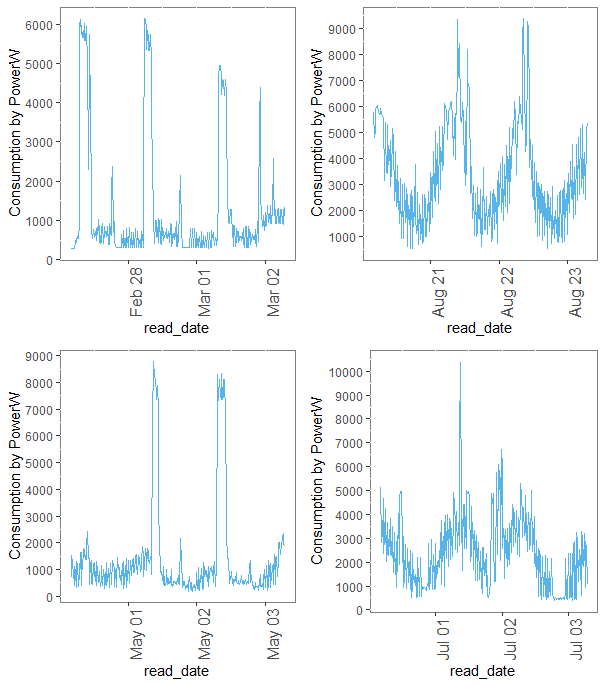 Consumption by PowerW
6000
5000
4000
3000
2000
1000
0
Feb 28
Mar 01
Mar 02
read_date
Consumption by PowerW
9000
8000
7000
6000
5000
4000
3000
2000
1000
Aug 21
Aug 22
Aug 23
read_date
Consumption by PowerW
9000
8000
7000
6000
5000
4000
3000
2000
1000
0
May 01
May 02
May 03
read_date
Consumption by PowerW
10000
9000
8000
7000
6000
5000
4000
3000
2000
1000
0
Jul 01
Jul 02
Jul 03
read_date